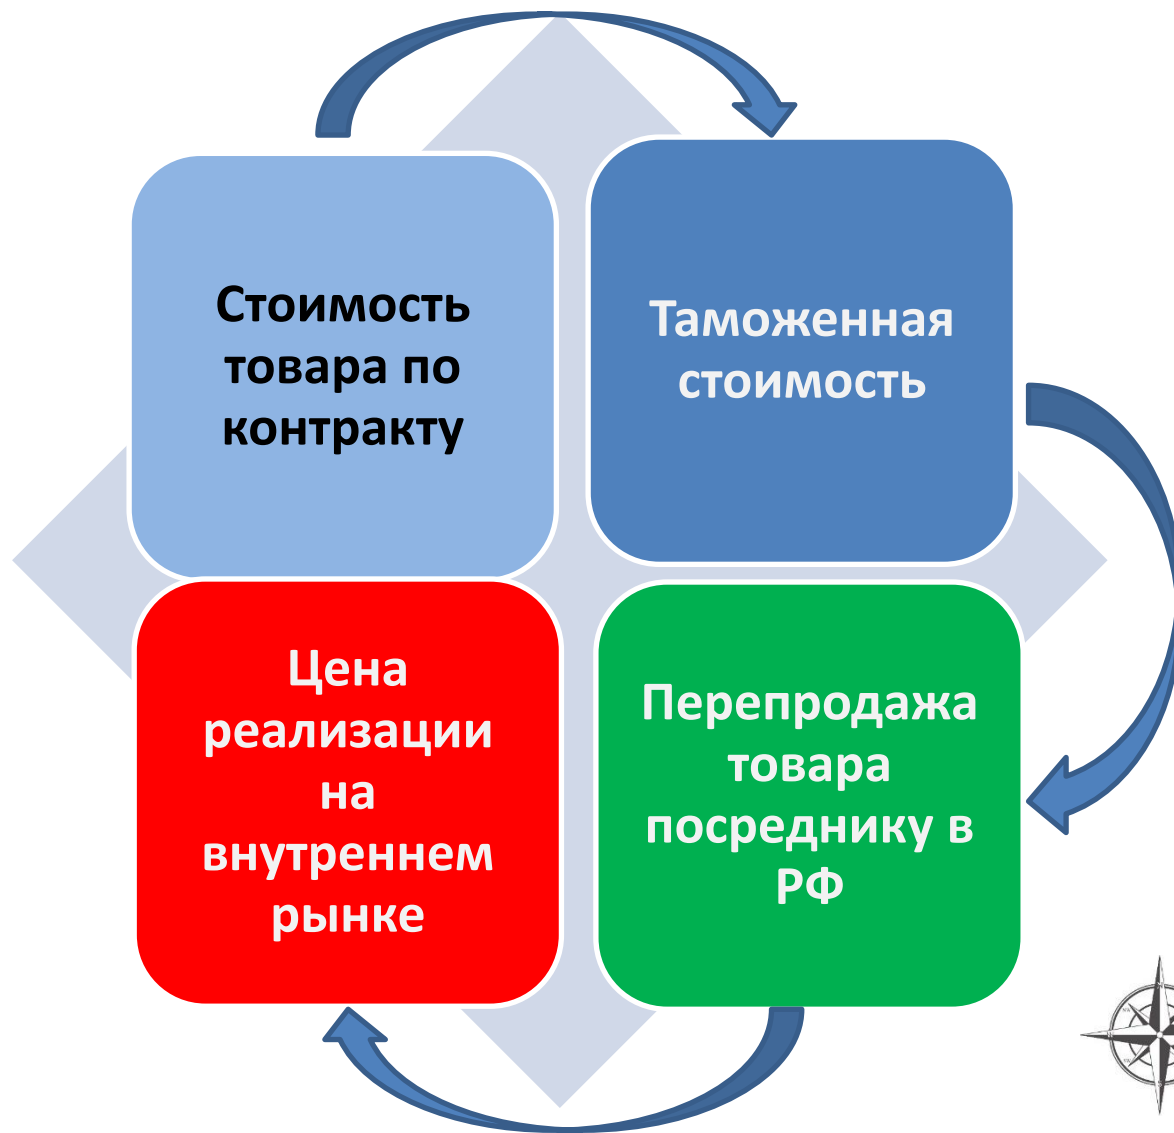 Стоимость
товара по
контракту
Таможенная
стоимость
Цена
реализации
на
внутреннем
рынке
Перепродажа
товара
посреднику в
РФ